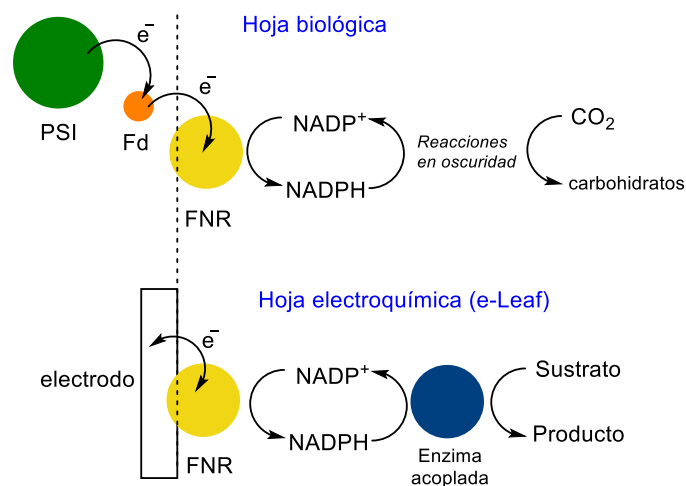 Hoja biológica
e⁻
e⁻
PSI
Fd
FNR
NADP⁺
NADPH
Reacciones
en oscuridad
CO₂
carbohidratos
Hoja electroquímica (e-Leaf)
electrodo
e⁻
FNR
NADP⁺
NADPH
Enzima
acoplada
Sustrato
Producto